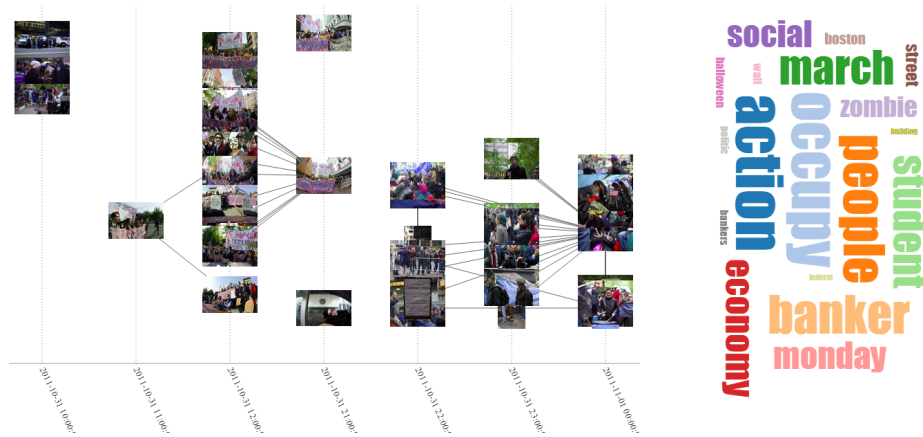 2011-10-31 10:00:
2011-10-31 11:00:
2011-10-31 12:00:
2011-10-31 21:00:
2011-10-31 22:00:
2011-10-31 23:00:
2011-11-01 00:00:
social
boston
street
halloween
wall
march
action
occupy
zombie
building
politic
people
student
bankers
federal
economy
banker
monday